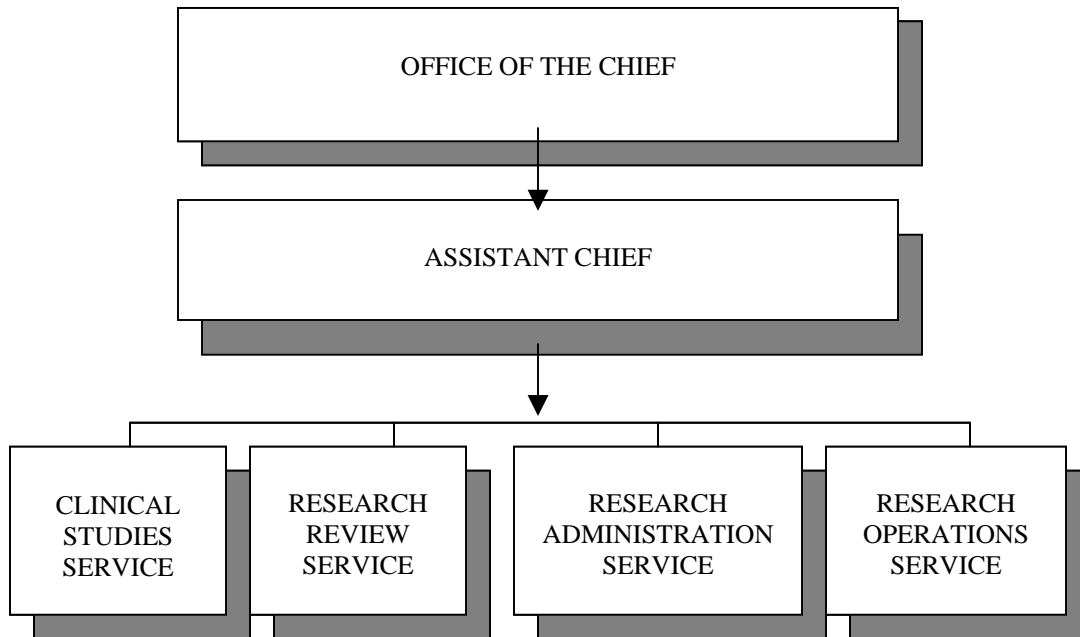 OFFICE OF THE CHIEF
ASSISTANT CHIEF
CLINICAL
STUDIES
SERVICE
RESEARCH
REVIEW
SERVICE
RESEARCH
ADMINISTRATION
SERVICE
RESEARCH
OPERATIONS
SERVICE